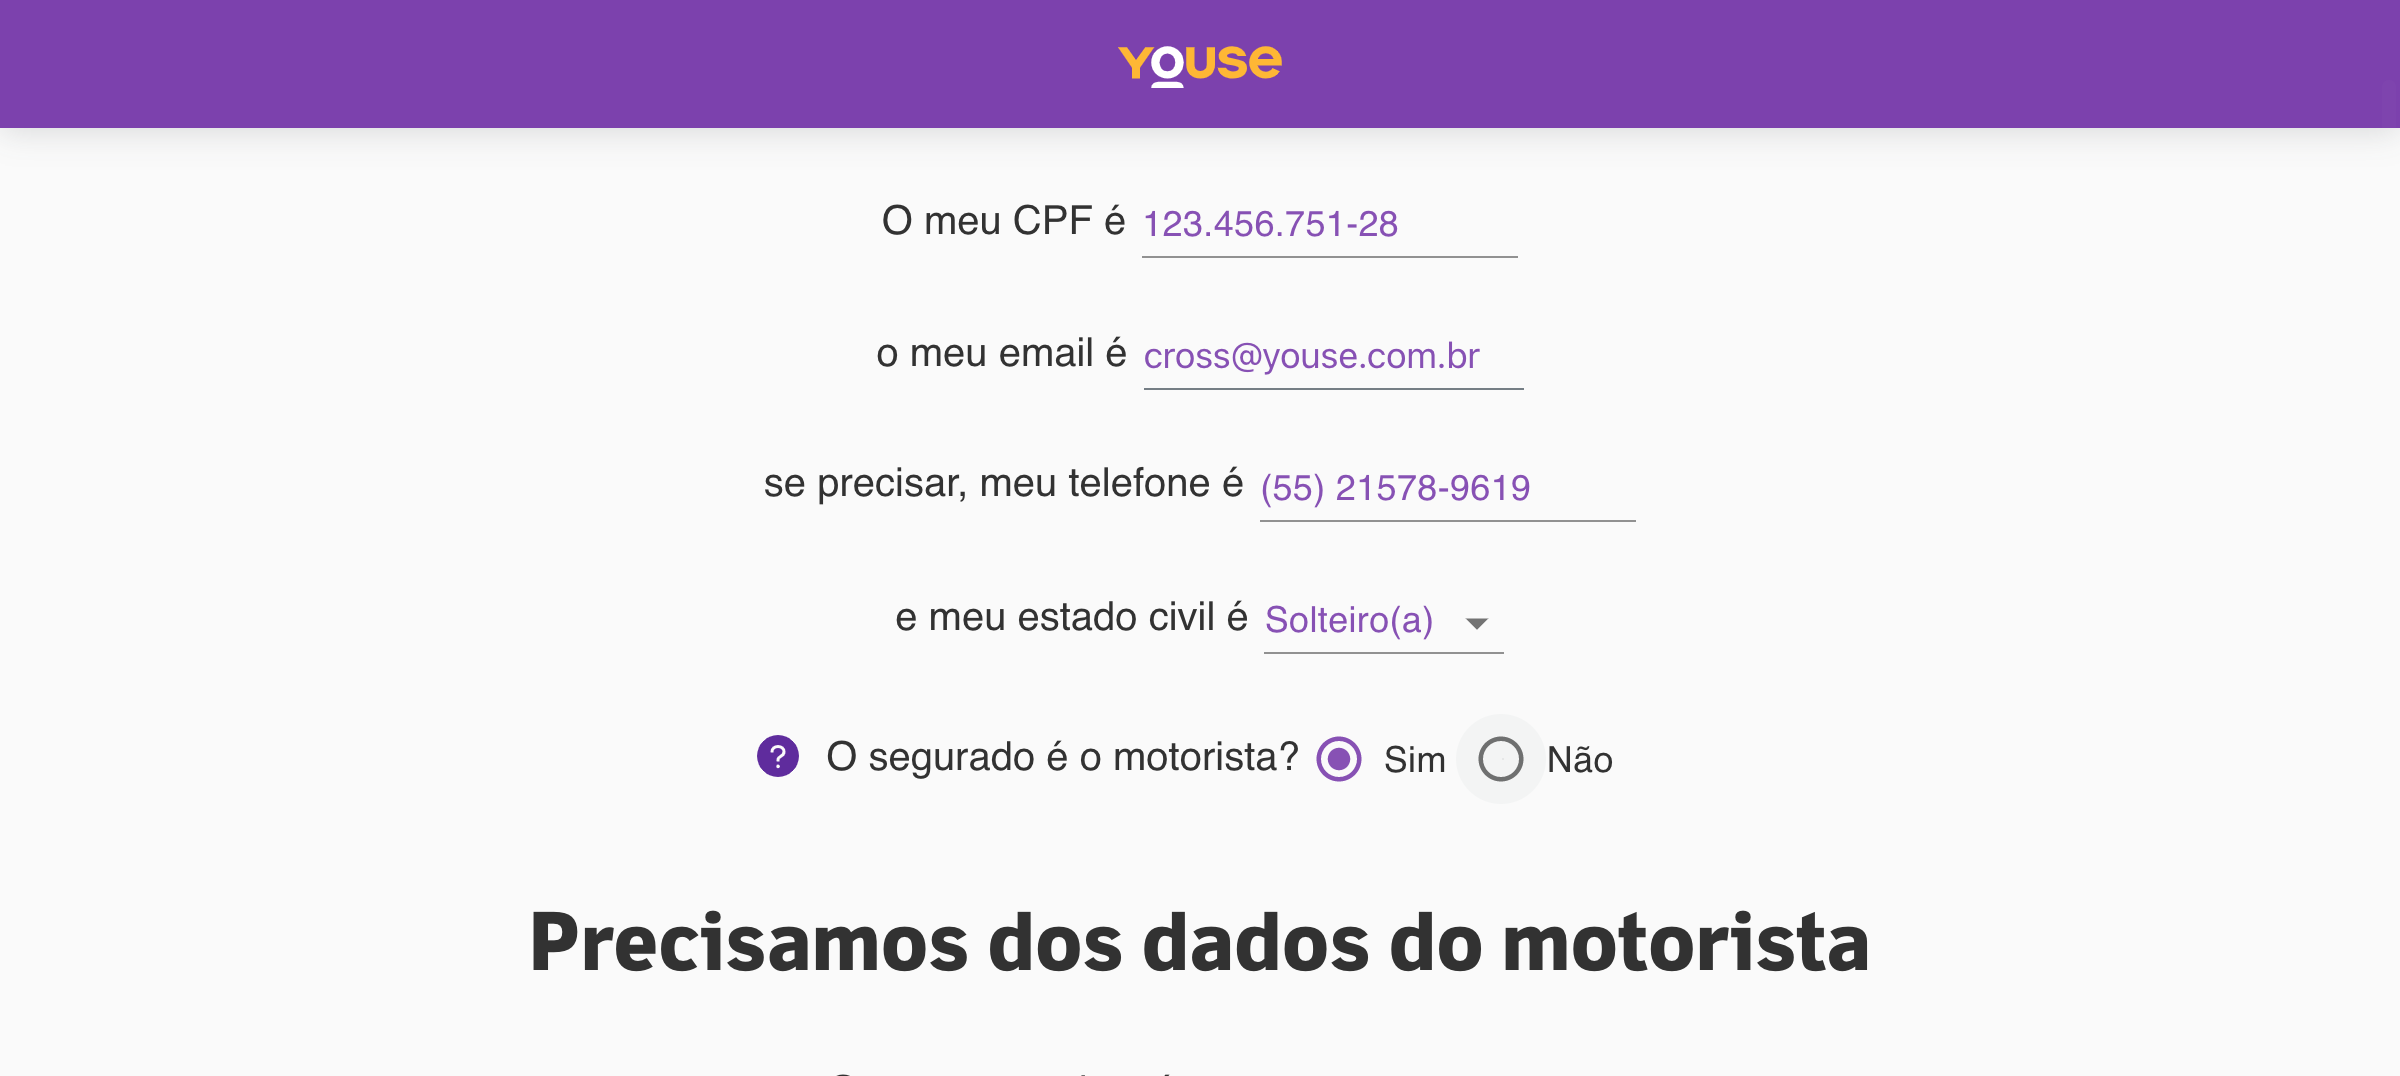 youse
O meu CPF é 123.456.751-28
o meu email é cross@youse.com.br
se precisar, meu telefone é (55) 21578-9619
e meu estado civil é Solteiro(a)
? O segurado é o motorista? Sim Não
Precisamos dos dados do motorista